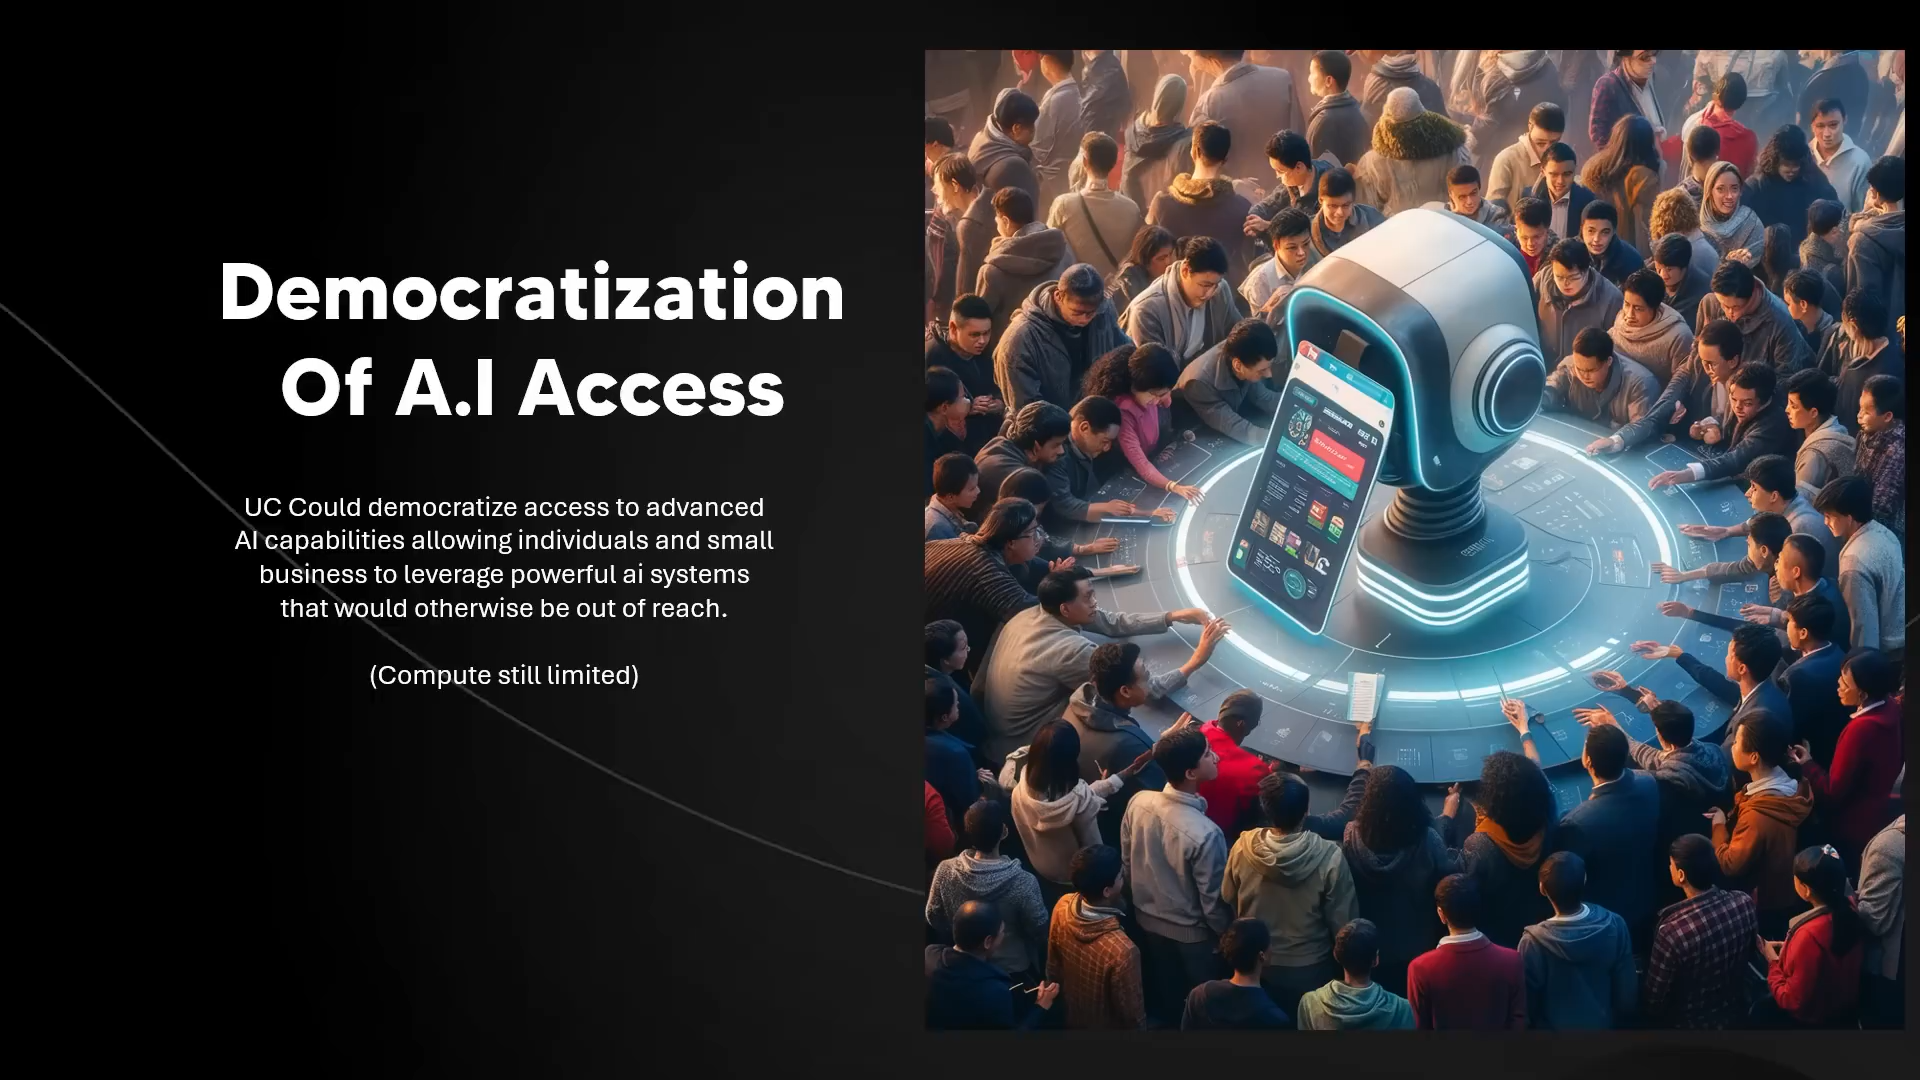 Democratization
Of A.I Access
UC Could democratize access to advanced
AI capabilities allowing individuals and small
business to leverage powerful ai systems
that would otherwise be out of reach.
(Compute still limited)